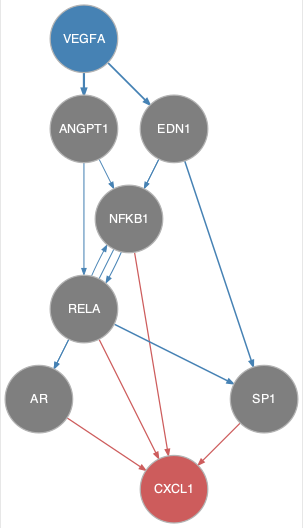 VEGFA
ANGPT1
EDN1
NFKB1
RELA
AR
SP1
CXCL1